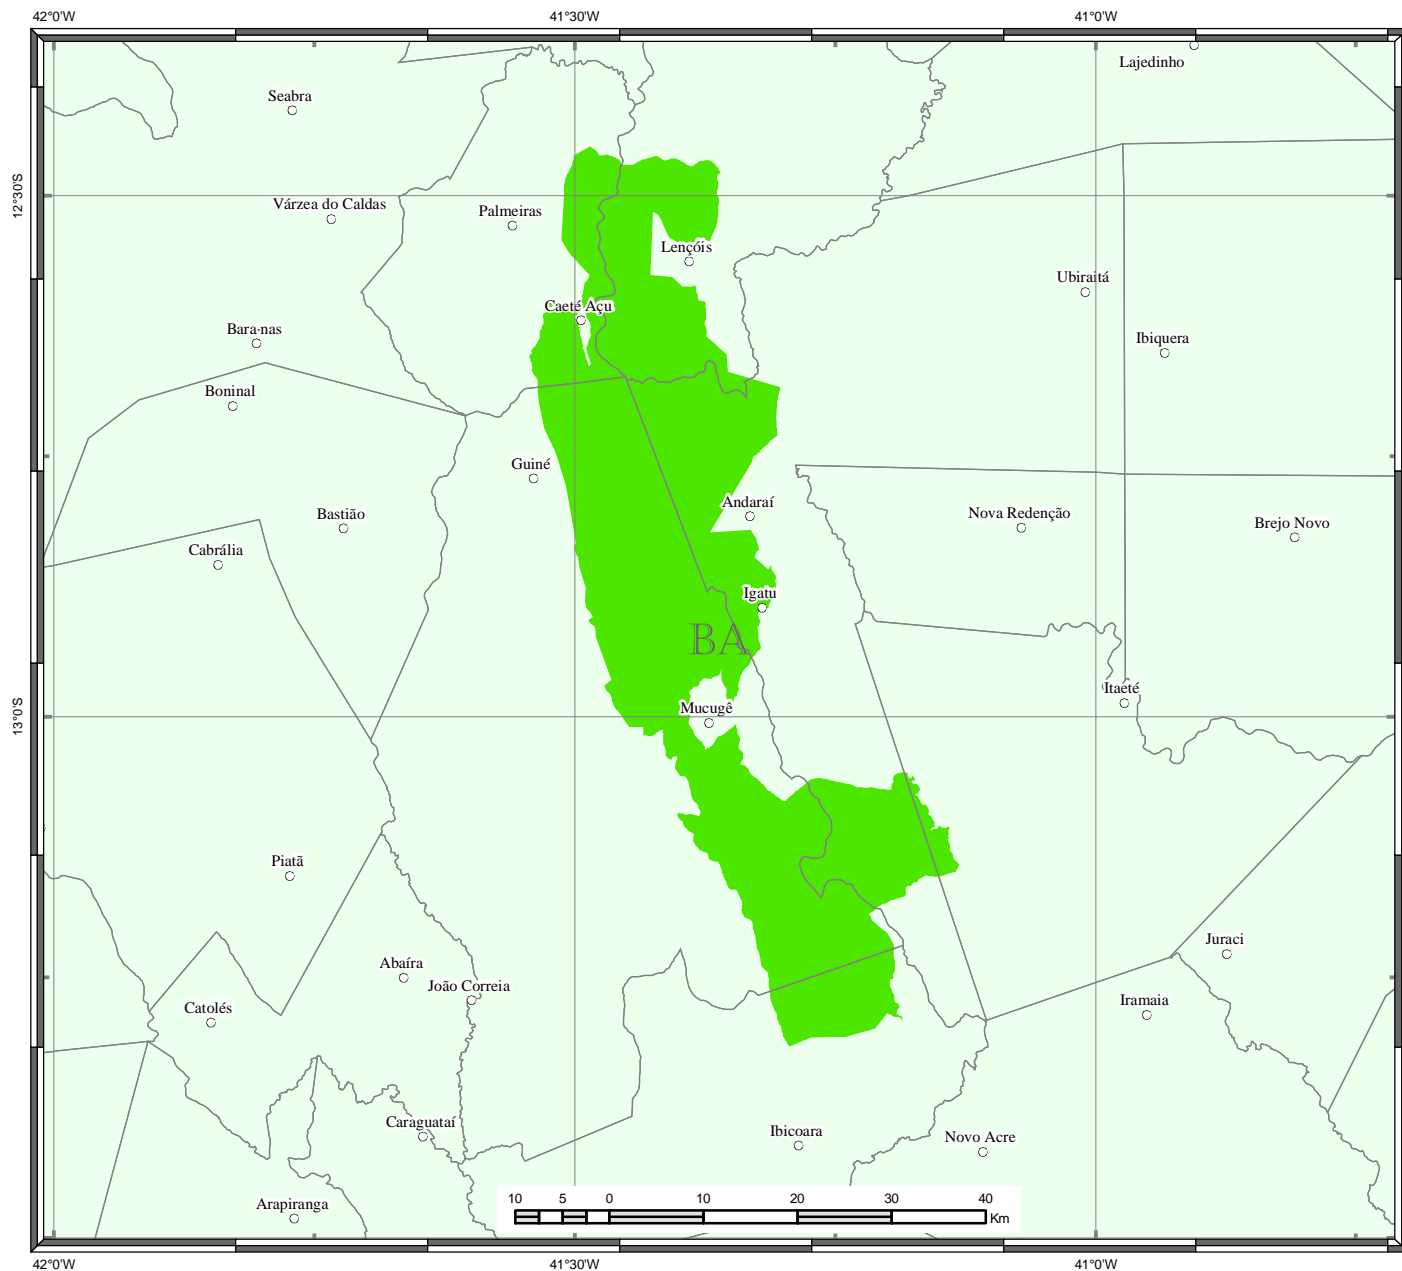 42°0'W 41°30'W 41°0'W
Lajedinho
Seabra
12°30'S
Várzea do Caldas
Palmeiras
Lençóis
Ubiraitá
Caeté Açu
Bara·nas
Ibiquera
Boninal
Guiné
Andaraí
Bastião
Nova Redenção
Brejo Novo
Cabrália
Igatu
BA
Itaeté
Mucugê
13°0'S
Piatã
Juraci
Abaíra
João Correia
Catolés
Iramaia
Caraguataí
Ibicoara
Novo Acre
Arapiranga
10 5 0 10 20 30 40
Km
42°0'W 41°30'W 41°0'W